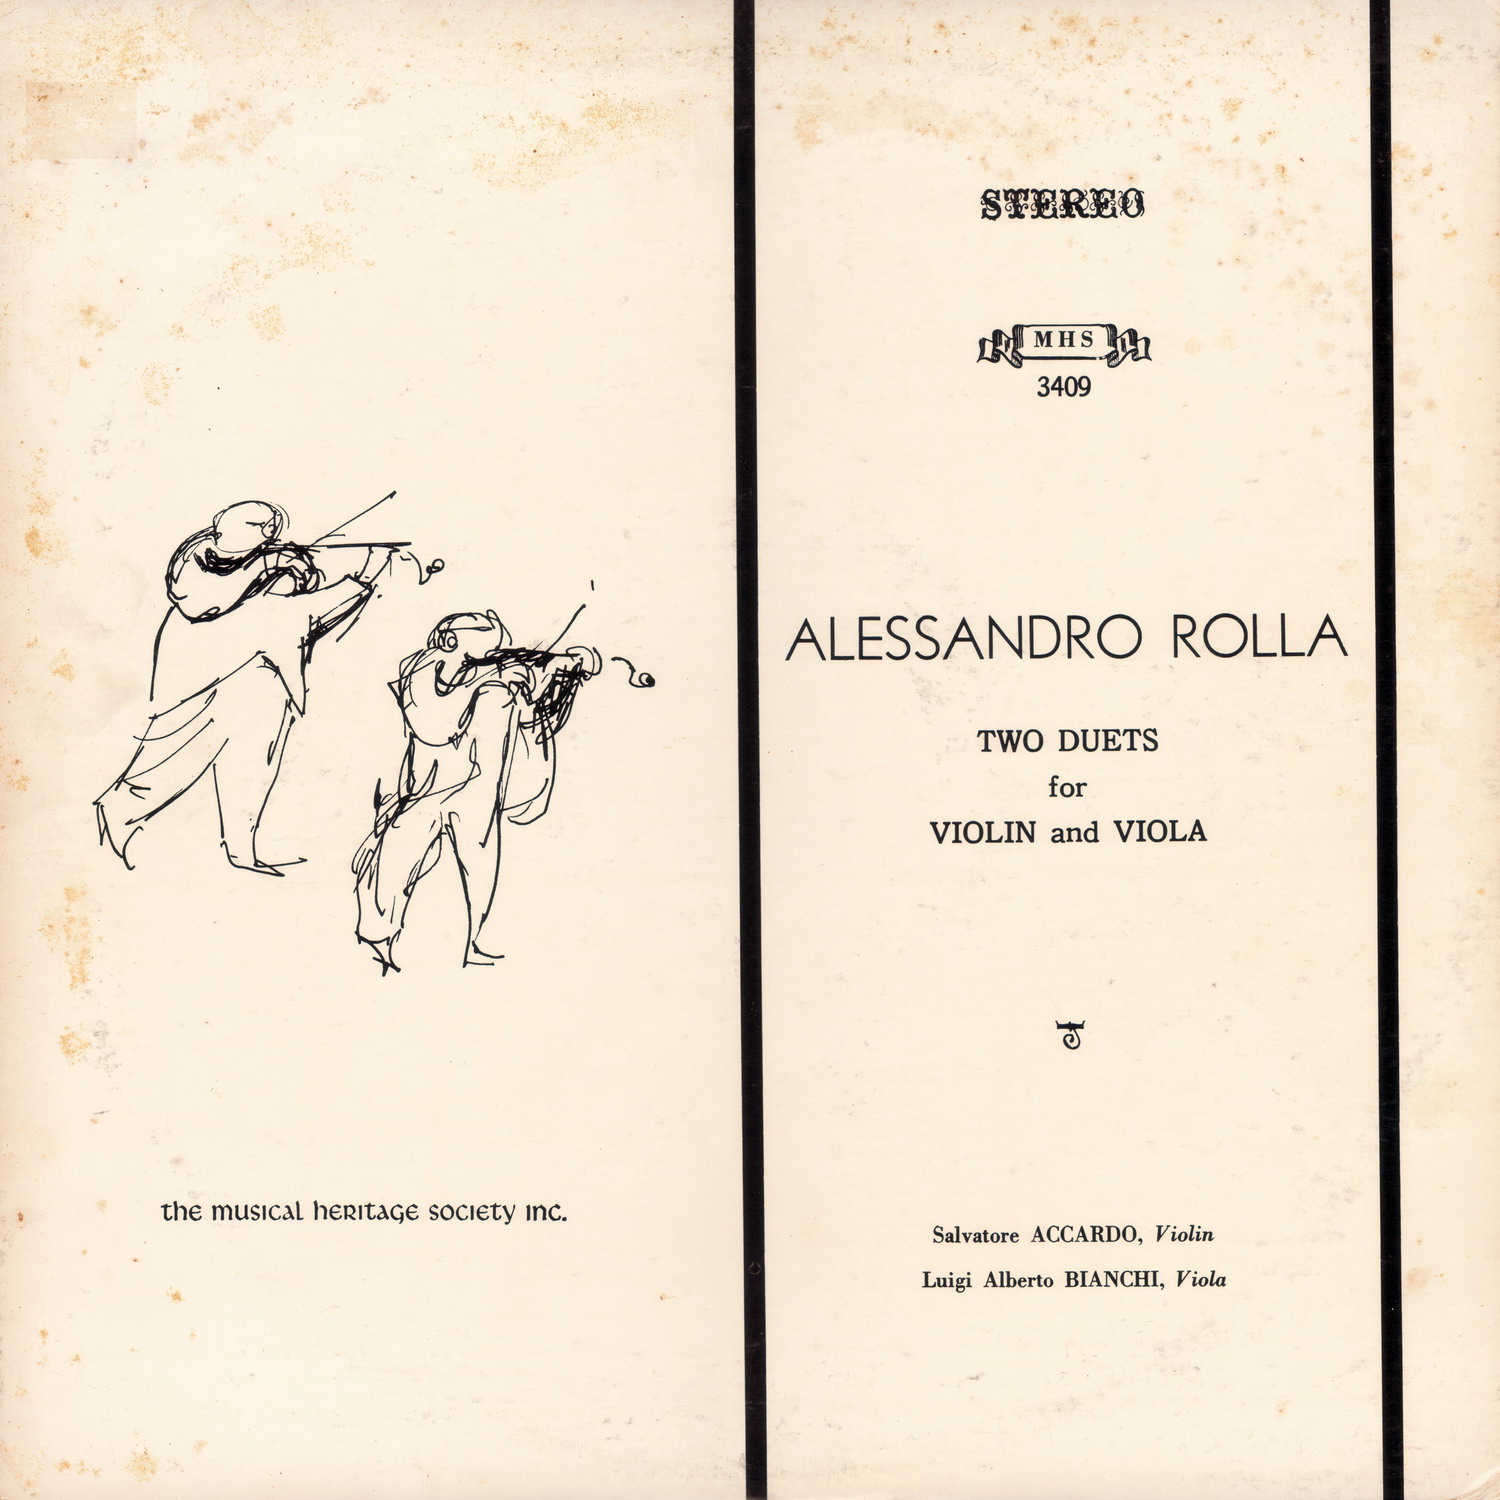 STEREO
MHS
3409
ALESSANDRO ROLLA
TWO DUETS
for
VIOLIN and VIOLA
the musical heritage society inc.
Salvatore ACCARDO, Violin
Luigi Alberto BIANCHI, Viola